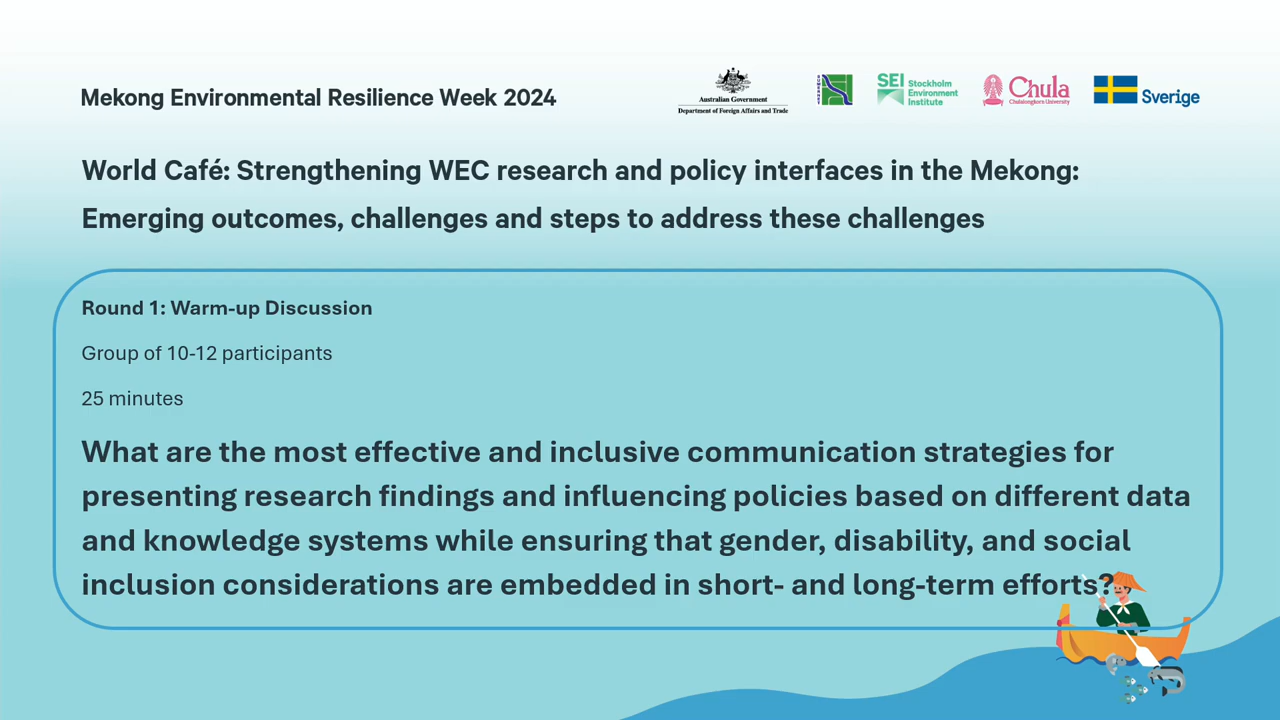 Mekong Environmental Resilience Week 2024
Australian Government
Department of Foreign Affairs and Trade
SUMERNET
SEI Stockholm
Environment
Institute
Chula
Chulalongkorn University
Sverige
World Café: Strengthening WEC research and policy interfaces in the Mekong:
Emerging outcomes, challenges and steps to address these challenges
Round 1: Warm-up Discussion
Group of 10-12 participants
25 minutes
What are the most effective and inclusive communication strategies for
presenting research findings and influencing policies based on different data
and knowledge systems while ensuring that gender, disability, and social
inclusion considerations are embedded in short- and long-term efforts?